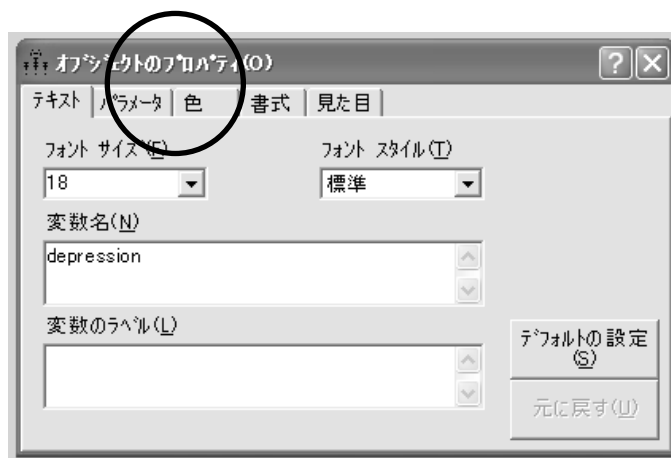 オブジェクトのプロパティ(O)
テキスト パラメータ 色 書式 見た目
フォント サイズ(F) フォント スタイル(T)
18 標準
変数名(N)
depression
変数のラベル(L)
デフォルトの設定
(S)
元に戻す(U)